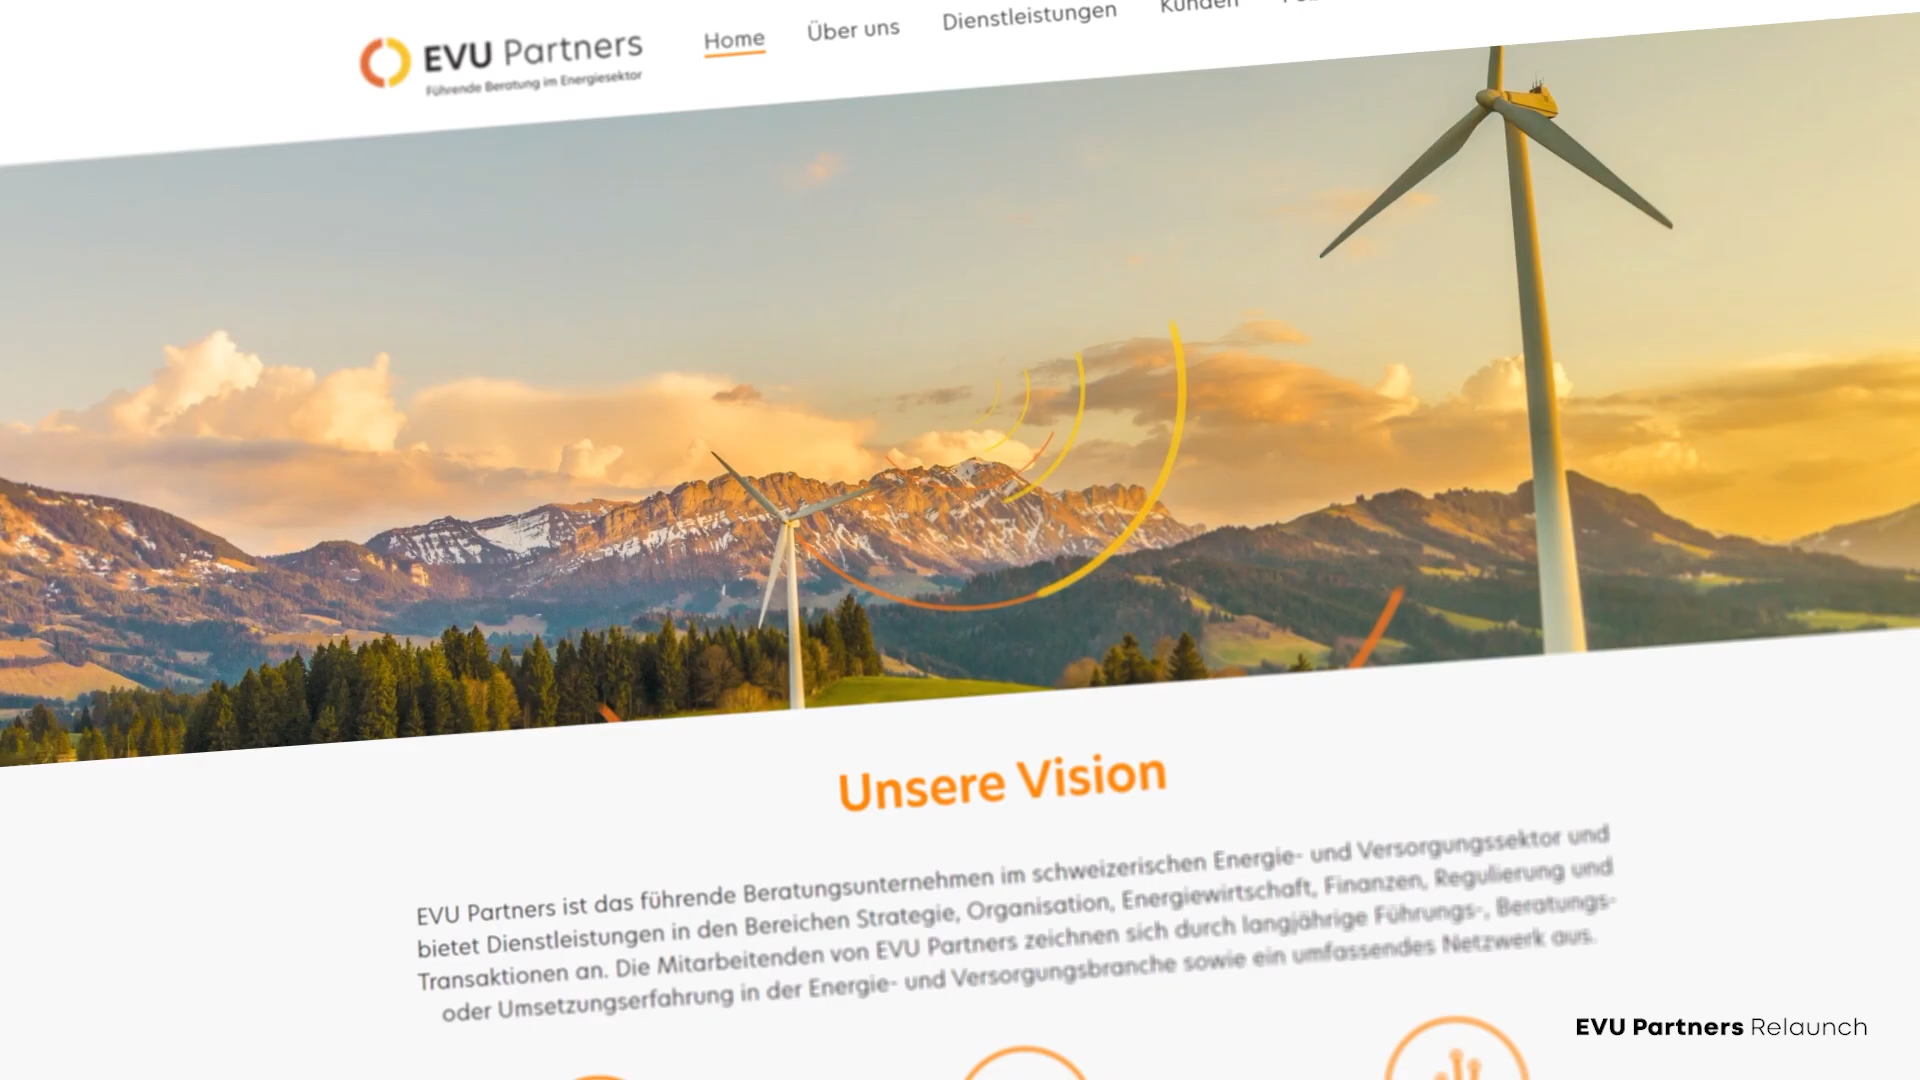 EVU Partners
Führende Beratung im Energiesektor
Home
Über uns
Dienstleistungen
Kunden
Unsere Vision
EVU Partners ist das führende Beratungsunternehmen im schweizerischen Energie- und Versorgungssektor und
bietet Dienstleistungen in den Bereichen Strategie, Organisation, Energiewirtschaft, Finanzen, Regulierung und
Transaktionen an. Die Mitarbeitenden von EVU Partners zeichnen sich durch langjährige Führungs-, Beratungs-
oder Umsetzungserfahrung in der Energie- und Versorgungsbranche sowie ein umfassendes Netzwerk aus.
EVU Partners Relaunch